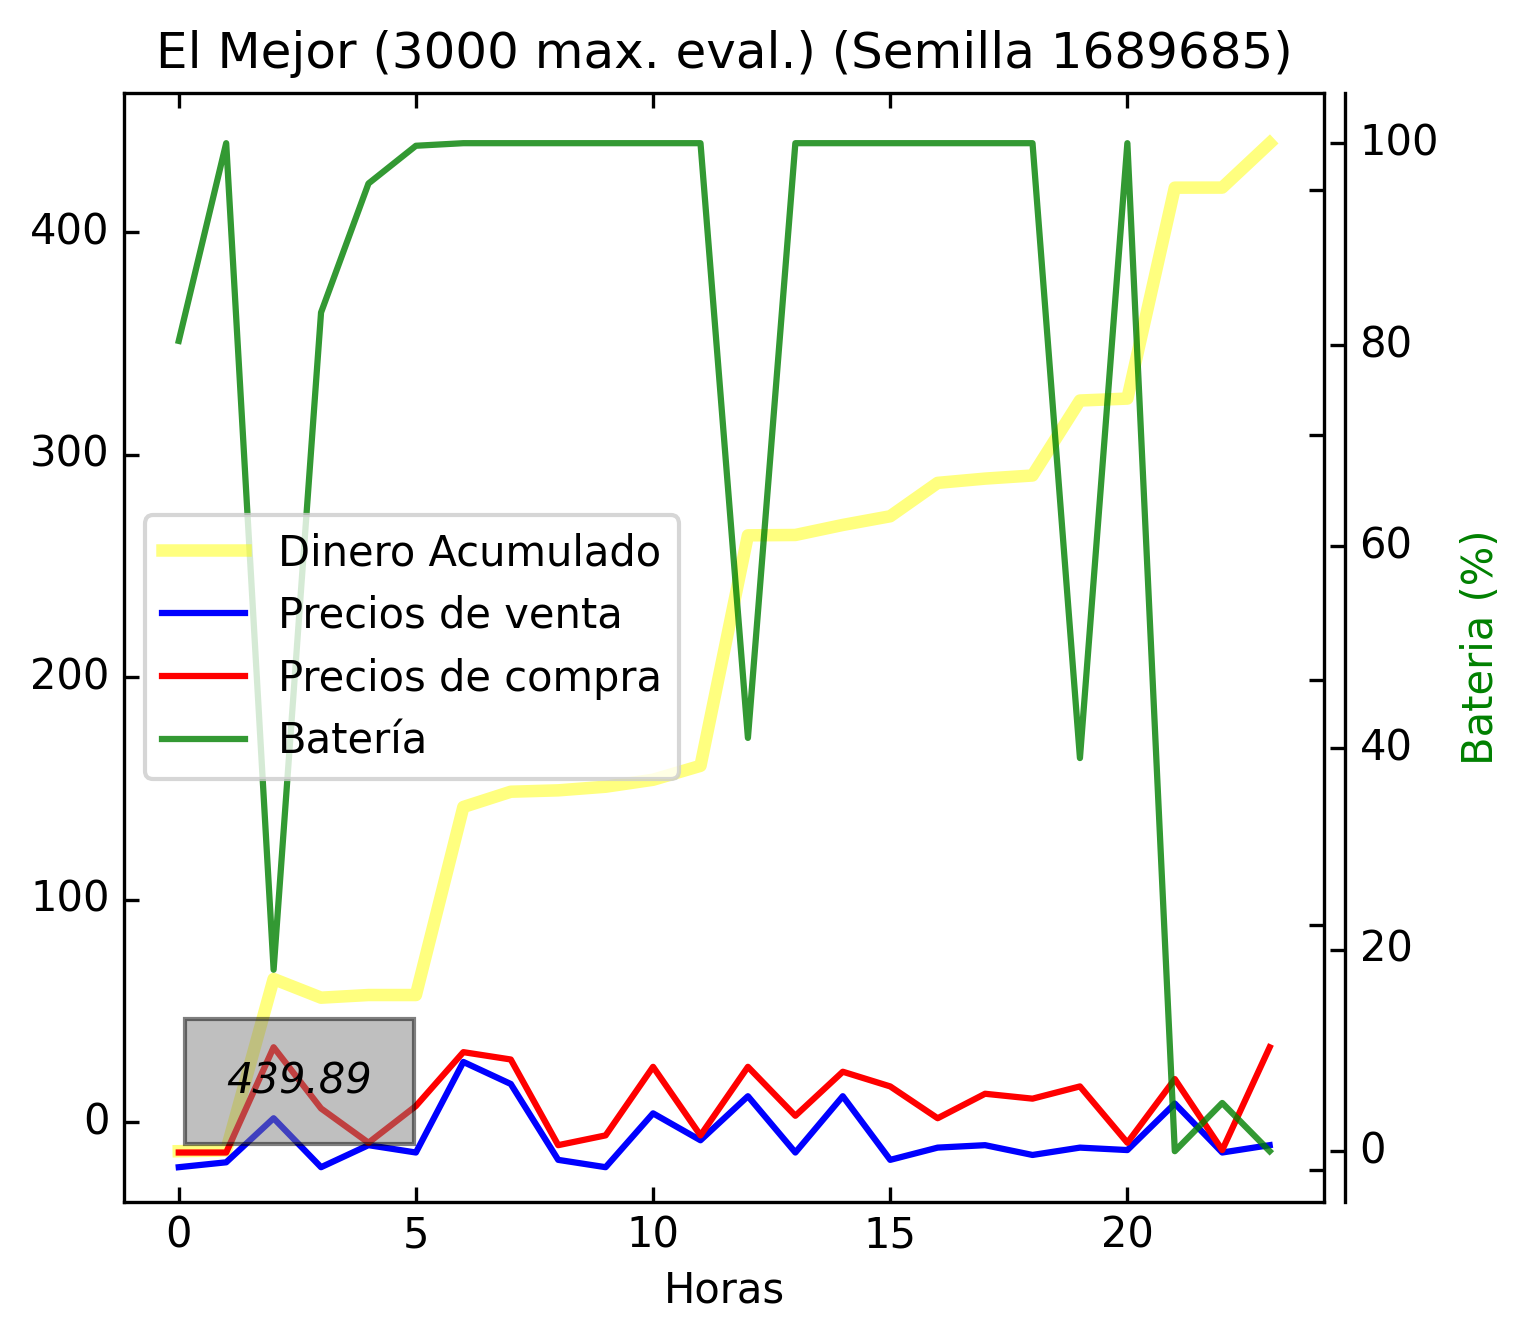 El Mejor (3000 max. eval.) (Semilla 1689685)
400
300
200
100
0
100
80
60
40
20
0
Bateria (%)
Dinero Acumulado
Precios de venta
Precios de compra
Batería
439.89
0 5 10 15 20
Horas